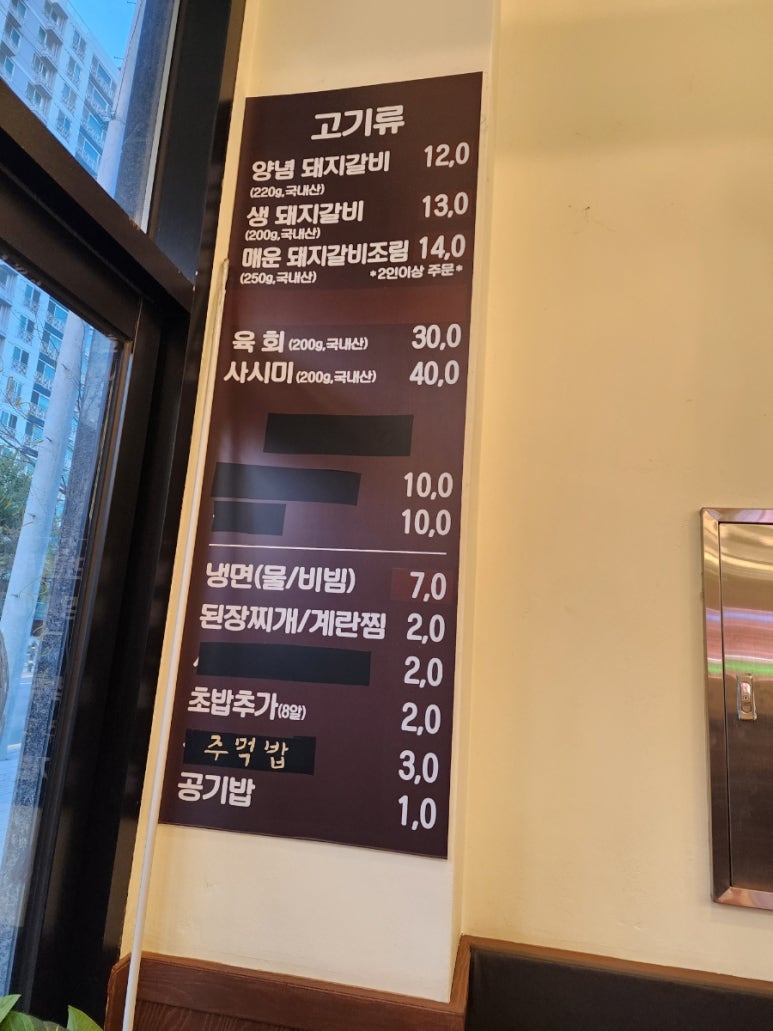 고기류
양념 돼지갈비 12,0
(220g,국내산)
생 돼지갈비 13,0
(200g,국내산)
매운 돼지갈비조림 14,0
(250g,국내산) *2인이상 주문*
육 회 (200g,국내산) 30,0
사시미 (200g,국내산) 40,0
10,0
10,0
냉면(물/비빔) 7,0
된장찌개/계란찜 2,0
2,0
초밥추가(8알) 2,0
주먹밥 3,0
공기밥 1,0